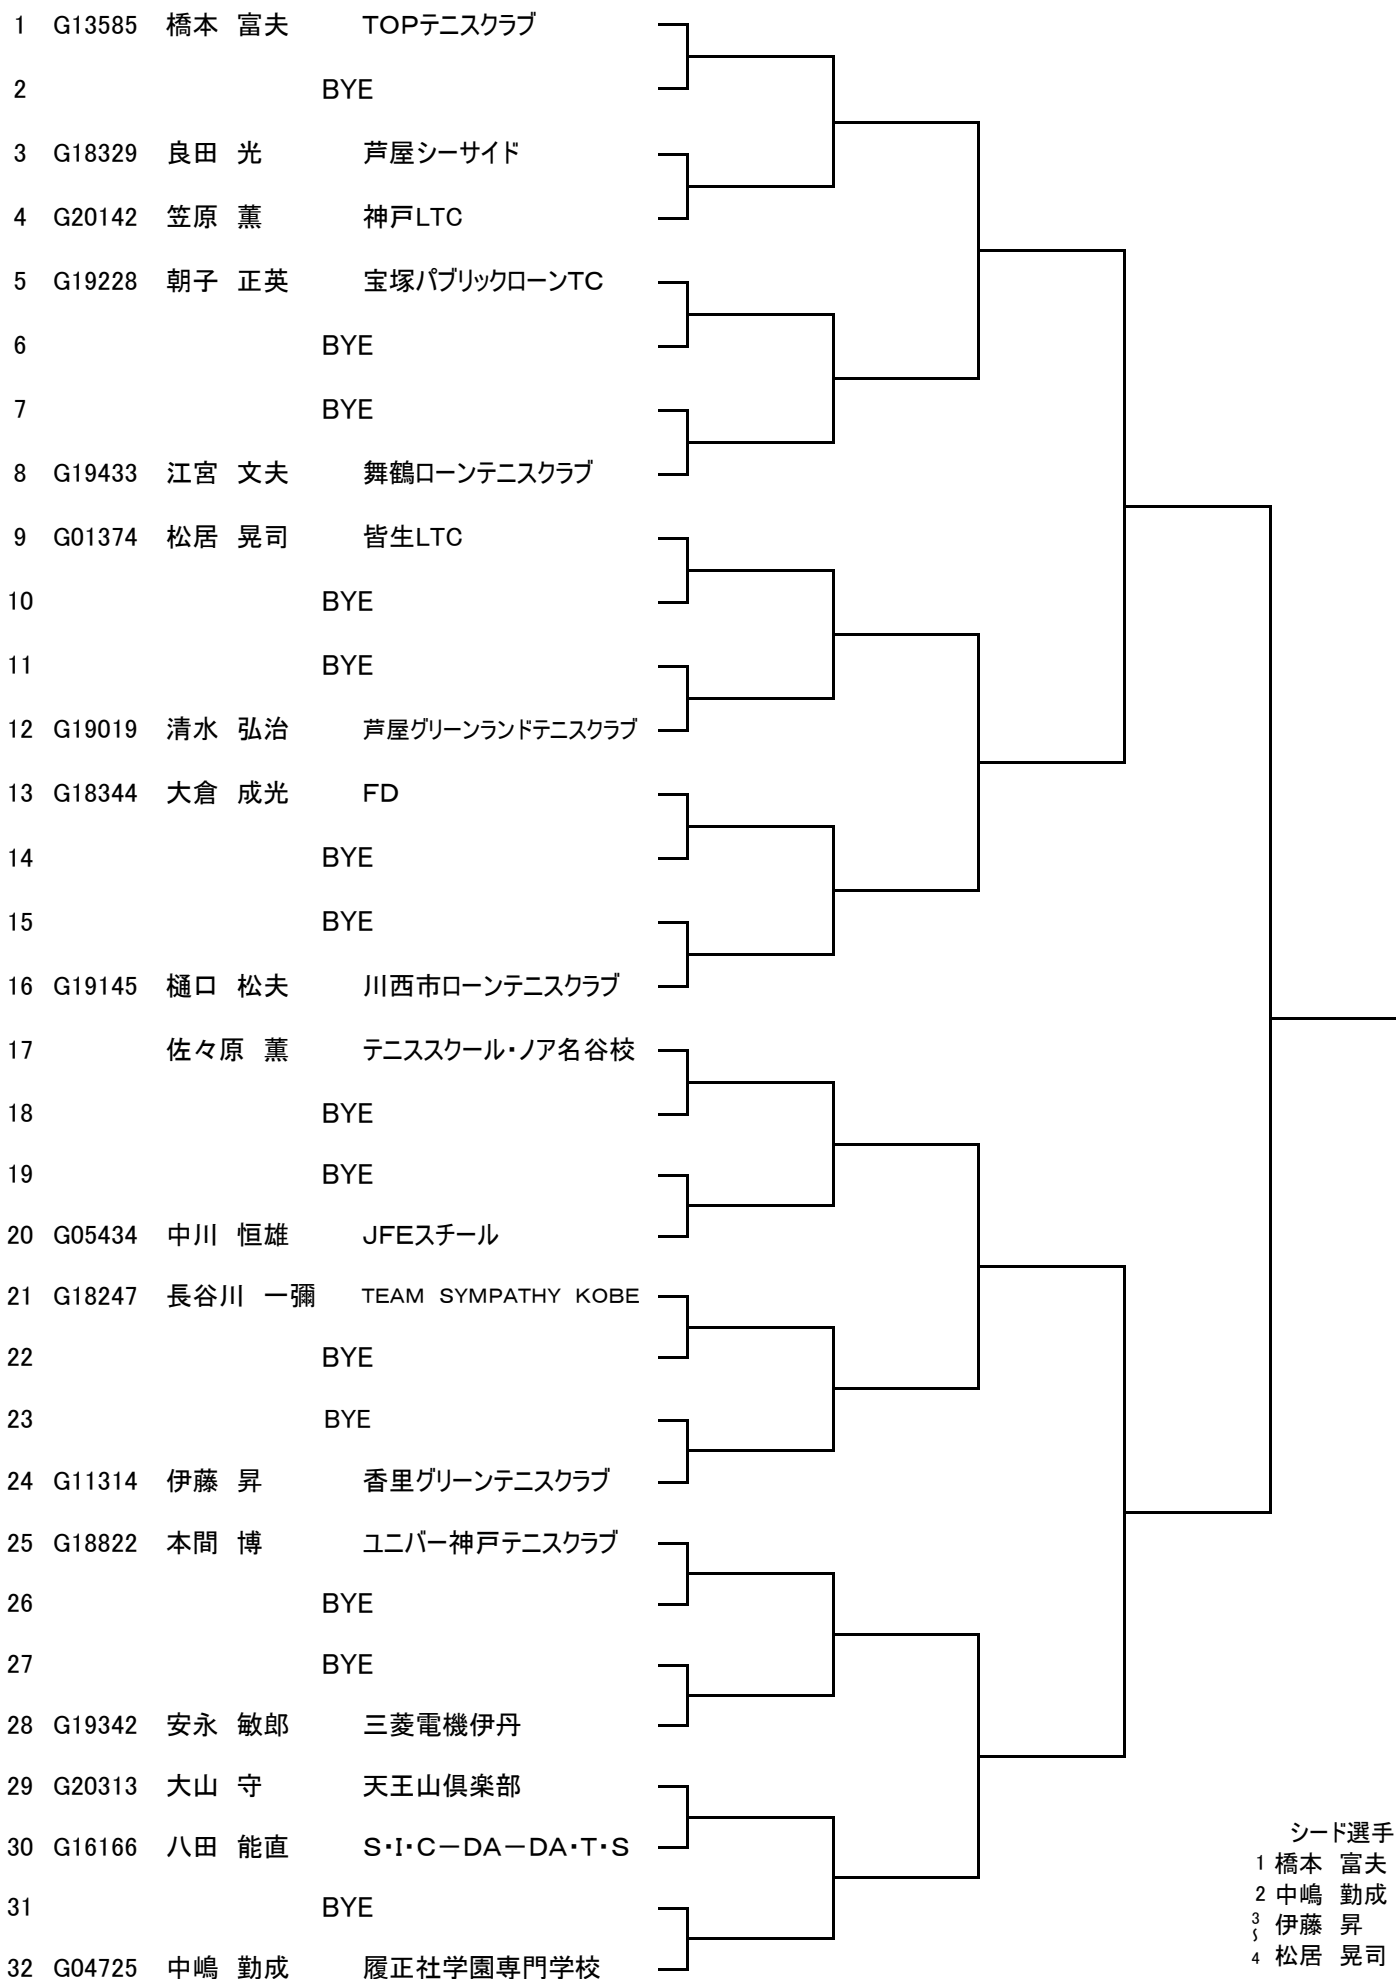 1 G13585 橋本 富夫 TOPテニスクラブ
2 BYE
3 G18329 良田 光 芦屋シーサイド
4 G20142 笠原 薫 神戸LTC
5 G19228 朝子 正英 宝塚パブリックローンTC
6 BYE
7 BYE
8 G19433 江宮 文夫 舞鶴ローンテニスクラブ
9 G01374 松居 晃司 皆生LTC
10 BYE
11 BYE
12 G19019 清水 弘治 芦屋グリーンランドテニスクラブ
13 G18344 大倉 成光 FD
14 BYE
15 BYE
16 G19145 樋口 松夫 川西市ローンテニスクラブ
17 佐々原 薫 テニススクール・ノア名谷校
18 BYE
19 BYE
20 G05434 中川 恒雄 JFEスチール
21 G18247 長谷川 一彌 TEAM SYMPATHY KOBE
22 BYE
23 BYE
24 G11314 伊藤 昇 香里グリーンテニスクラブ
25 G18822 本間 博 ユニバー神戸テニスクラブ
26 BYE
27 BYE
28 G19342 安永 敏郎 三菱電機伊丹
29 G20313 大山 守 天王山倶楽部
30 G16166 八田 能直 S・I・C－DA－DA・T・S
31 BYE
32 G04725 中嶋 勤成 履正社学園専門学校
シード選手
1 橋本 富夫
2 中嶋 勤成
3 伊藤 昇
～
4 松居 晃司